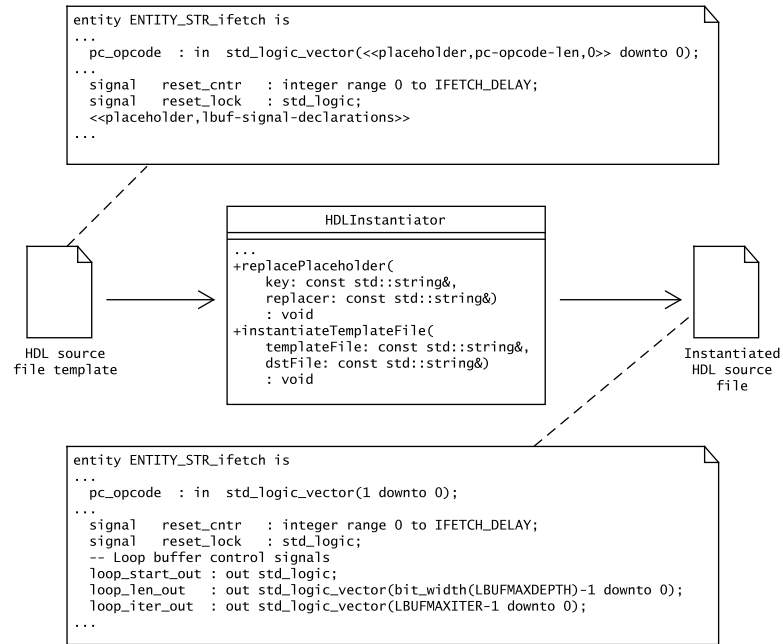 entity ENTITY_STR_ifetch is
...
pc_opcode : in std_logic_vector(<<placeholder,pc-opcode-len,0>> downto 0);
...
signal reset_cntr : integer range 0 to IFETCH_DELAY;
signal reset_lock : std_logic;
<<placeholder,lbuf-signal-declarations>>
...
HDL source
file template
HDLInstantiator
...
+replacePlaceholder(
key: const std::string&,
replacer: const std::string&)
: void
+instantiateTemplateFile(
templateFile: const std::string&,
dstFile: const std::string&)
: void
Instantiated
HDL source
file
entity ENTITY_STR_ifetch is
...
pc_opcode : in std_logic_vector(1 downto 0);
...
signal reset_cntr : integer range 0 to IFETCH_DELAY;
signal reset_lock : std_logic;
-- Loop buffer control signals
loop_start_out : out std_logic;
loop_len_out : out std_logic_vector(bit_width(LBUFMAXDEPTH)-1 downto 0);
loop_iter_out : out std_logic_vector(LBUFMAXITER-1 downto 0);
...